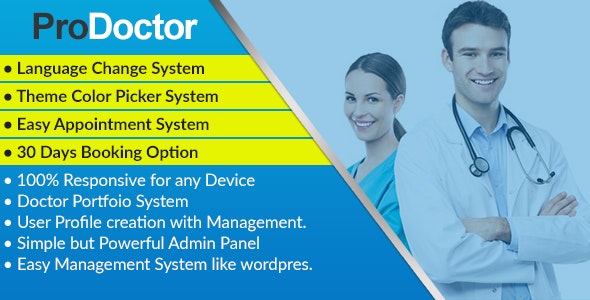 ProDoctor
• Language Change System
• Theme Color Picker System
• Easy Appointment System
• 30 Days Booking Option
• 100% Responsive for any Device
• Doctor Portfoio System
• User Profile creation with Management.
• Simple but Powerful Admin Panel
• Easy Management System like wordpres.